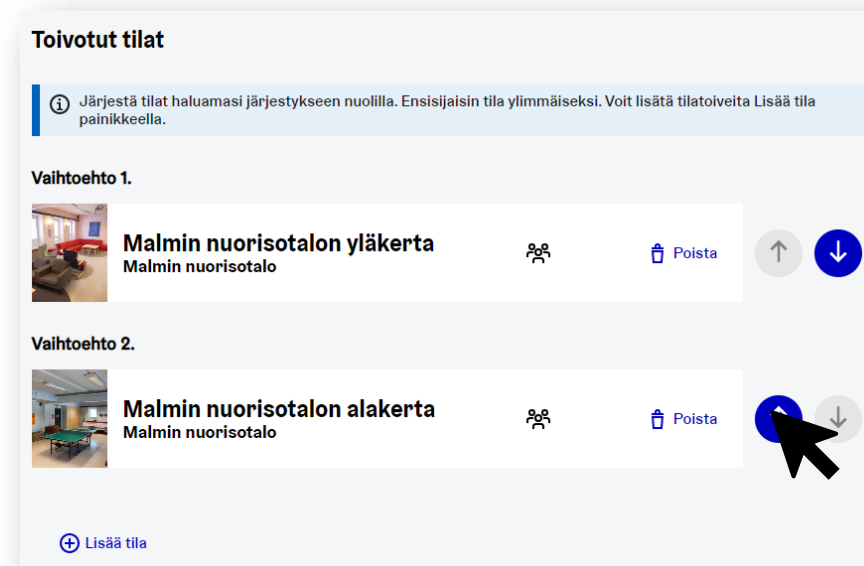 Toivotut tilat
Järjestä tilat haluamasi järjestykseen nuolilla. Ensisijaisin tila ylimmäiseksi. Voit lisätä tilatoiveita Lisää tila
painikkeella.
Vaihtoehto 1.
Malmin nuorisotalon yläkerta
Malmin nuorisotalo
Poista
Vaihtoehto 2.
Malmin nuorisotalon alakerta
Malmin nuorisotalo
Poista
Lisää tila